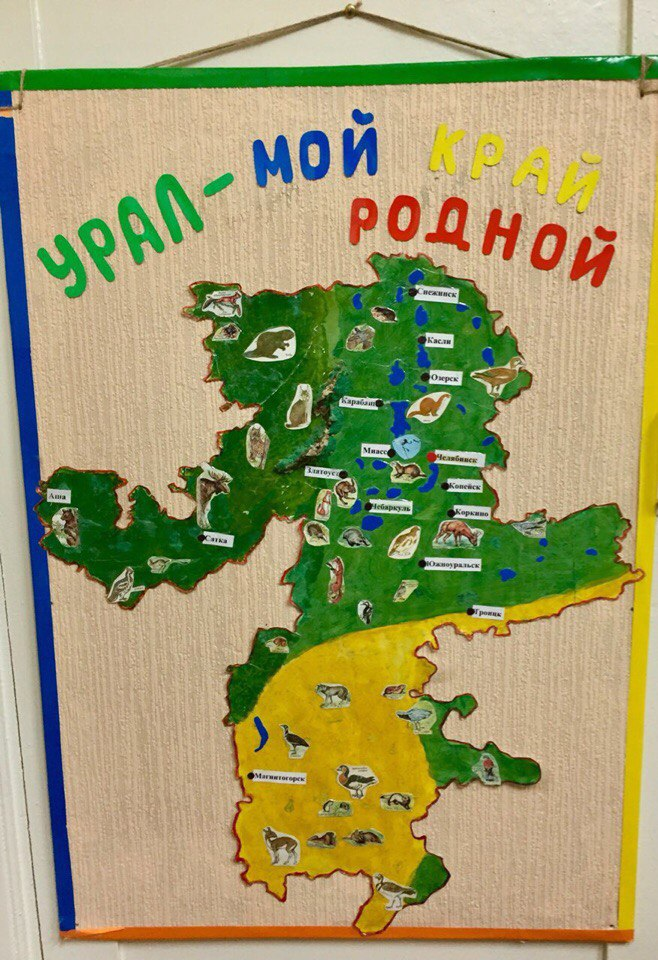 УРАЛ-МОЙ КРАЙ
РОДНОЙ
Снежинск
Касли
Озерск
Карабаш
Миасс
Челябинск
Златоуст
Копейск
Аша
Чебаркуль
Коркино
Сатка
Южноуральск
Троицк
Магнитогорск